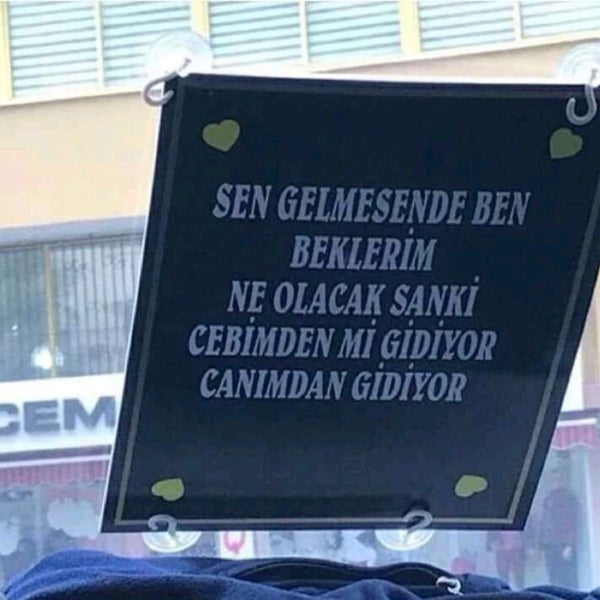 SEN GELMESENDE BEN
BEKLERİM
NE OLACAK SANKİ
CEBİMDEN Mİ GİDİYOR
CANIMDAN GİDİYOR
CEM